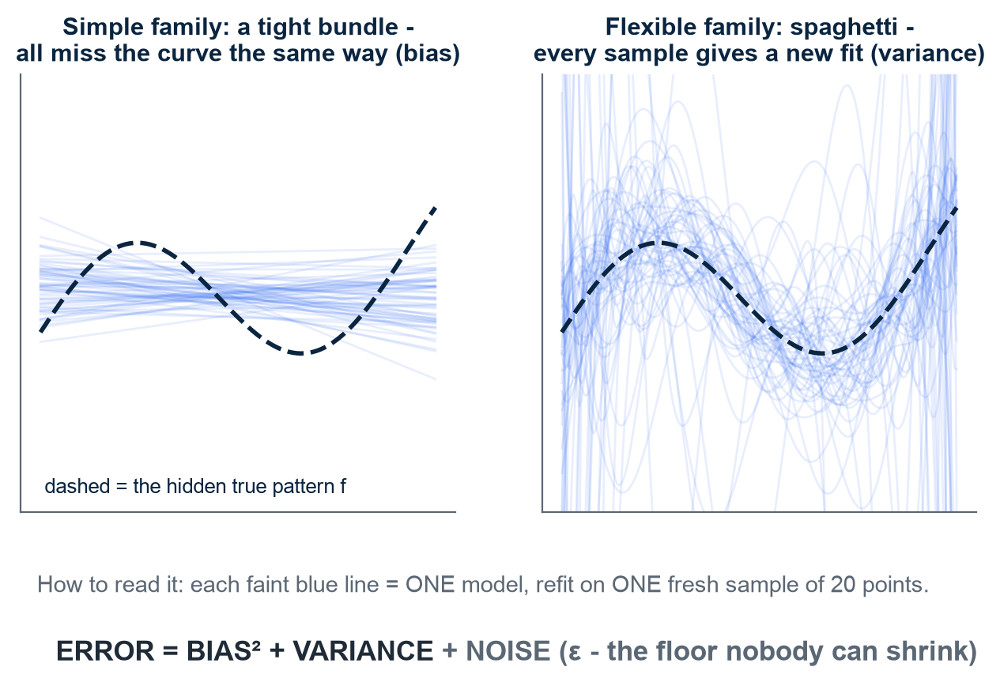 Simple family: a tight bundle -
all miss the curve the same way (bias)
Flexible family: spaghetti -
every sample gives a new fit (variance)
dashed = the hidden true pattern f
How to read it: each faint blue line = ONE model, refit on ONE fresh sample of 20 points.
ERROR = BIAS² + VARIANCE + NOISE (ε - the floor nobody can shrink)